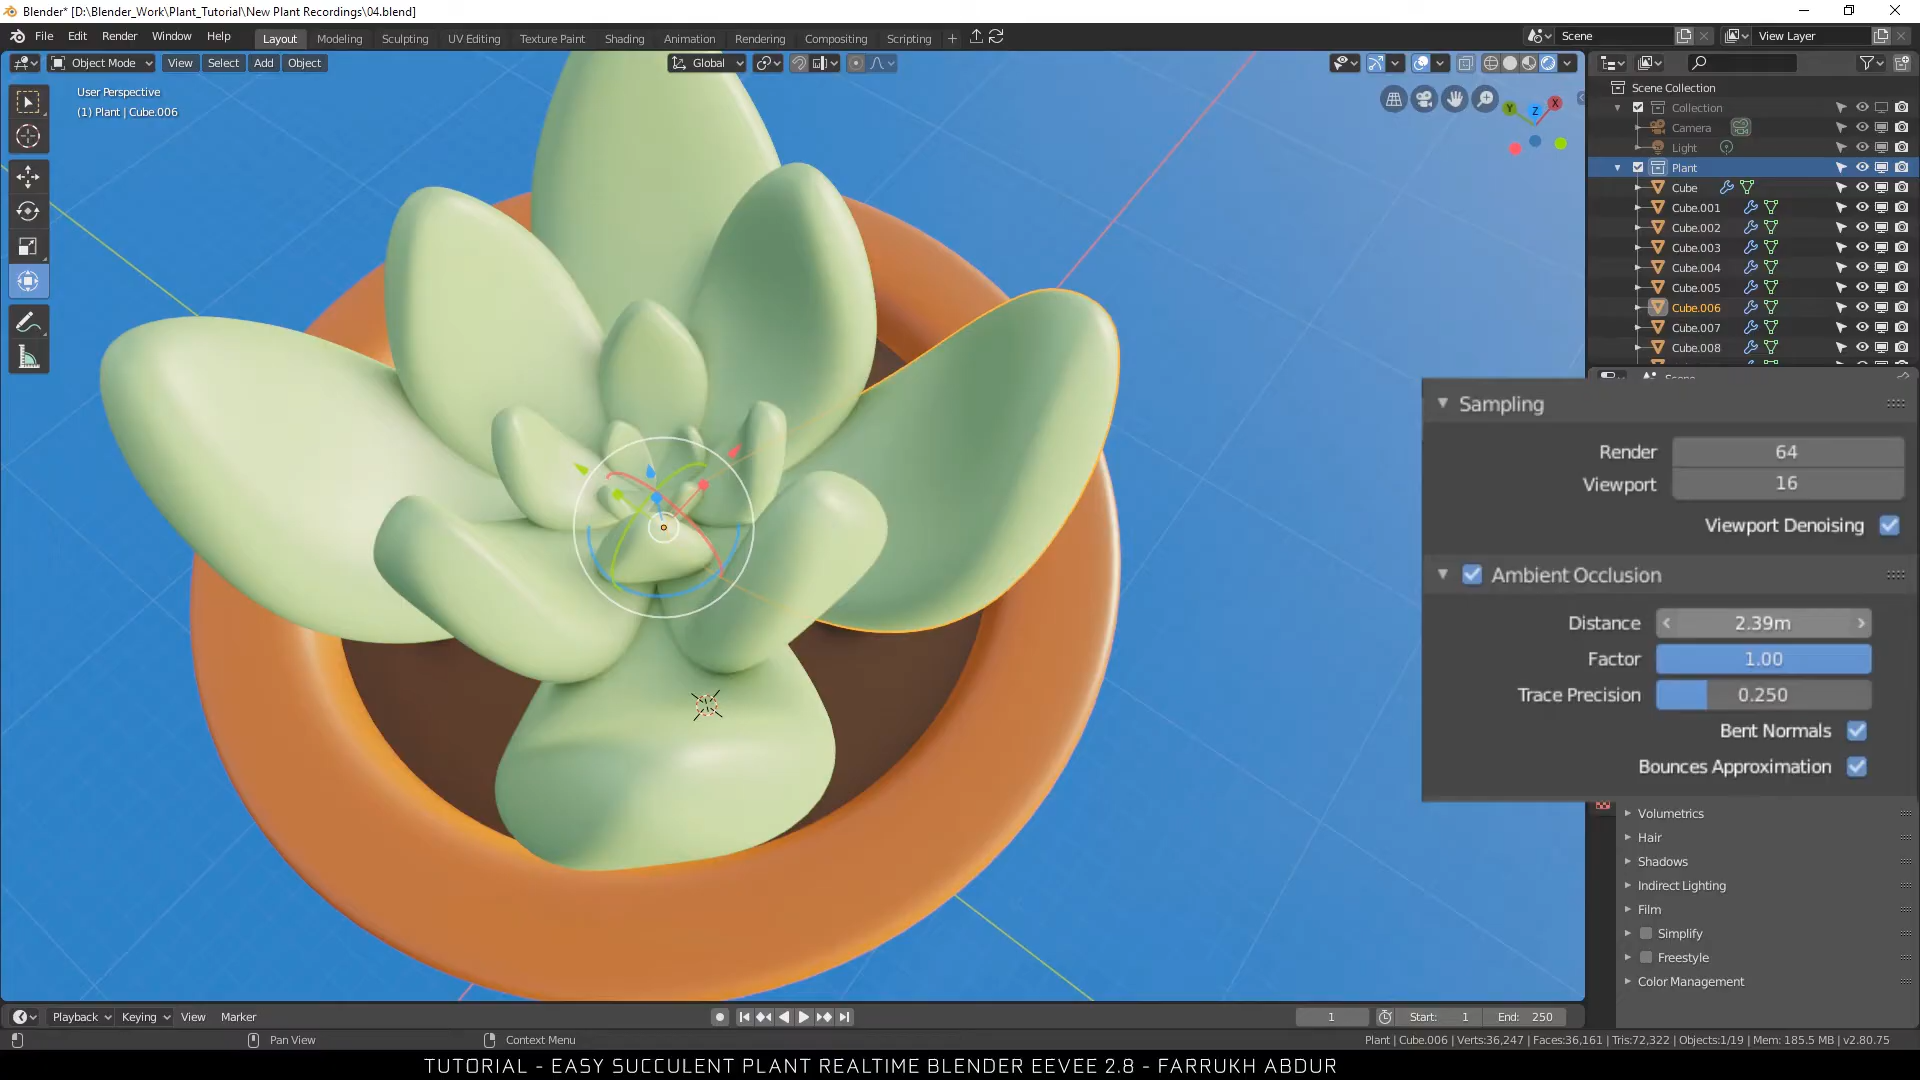 Blender* [D:\Blender_Work\Plant_Tutorial\New Plant Recordings\04.blend]
File Edit Render Window Help Layout Modeling Sculpting UV Editing Texture Paint Shading Animation Rendering Compositing Scripting + Scene View Layer
Object Mode View Select Add Object Global
User Perspective
(1) Plant | Cube.006
Y Z X
Scene Collection
Collection
Camera
Light
Plant
Cube
Cube.001
Cube.002
Cube.003
Cube.004
Cube.005
Cube.006
Cube.007
Cube.008
Scene
Sampling
Render 64
Viewport 16
Viewport Denoising
Ambient Occlusion
Distance 2.39m
Factor 1.00
Trace Precision 0.250
Bent Normals
Bounces Approximation
Volumetrics
Hair
Shadows
Indirect Lighting
Film
Simplify
Freestyle
Color Management
Playback Keying View Marker 1 Start: 1 End: 250
Pan View Context Menu Plant | Cube.006 | Verts:36,247 | Faces:36,161 | Tris:72,322 | Objects:1/19 | Mem: 185.5 MB | v2.80.75
TUTORIAL - EASY SUCCULENT PLANT REALTIME BLENDER EEVEE 2.8 - FARRUKH ABDUR